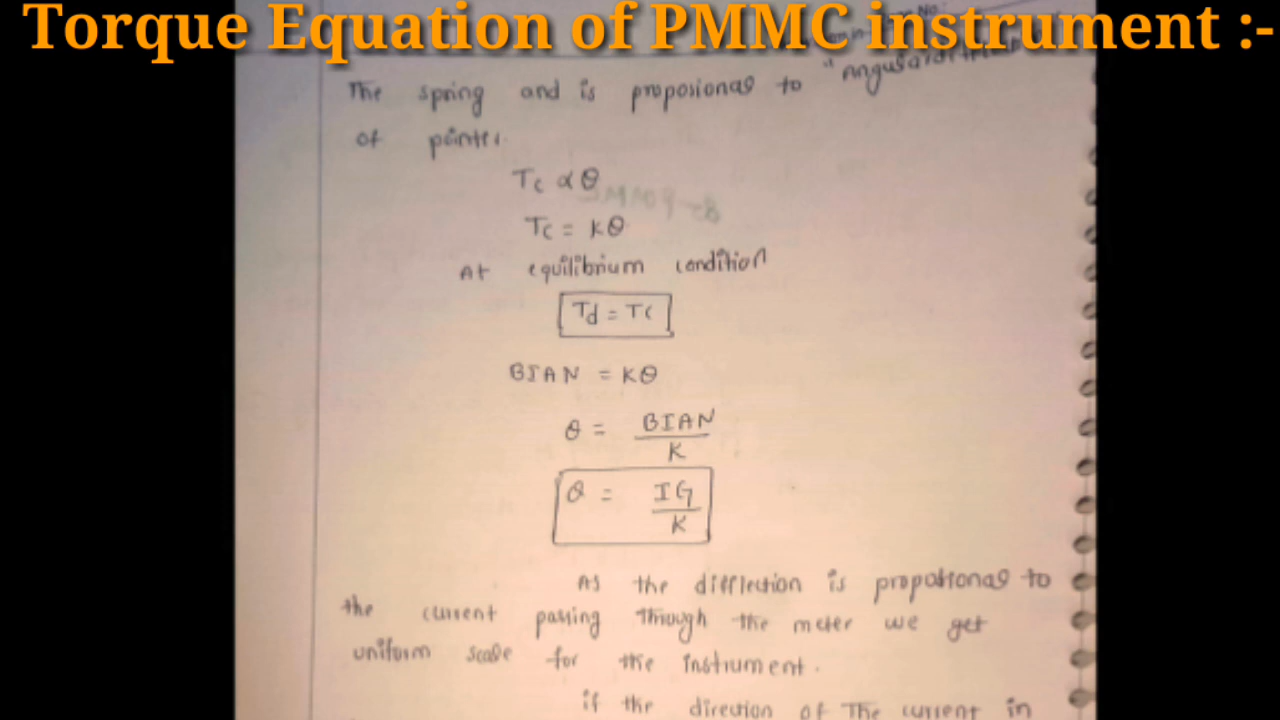 Torque Equation of PMMC instrument :-
The spring and is proposional to "Angular
of pointer.
Tc ∝ θ
Tc = kθ
At equilibrium condition
Td = Tc
BIAN = Kθ
θ = BIAN / K
θ = IG / K
As the difflection is propotional to
the current passing through the meter we get
uniform scale for the instrument.
if the direction of The current in